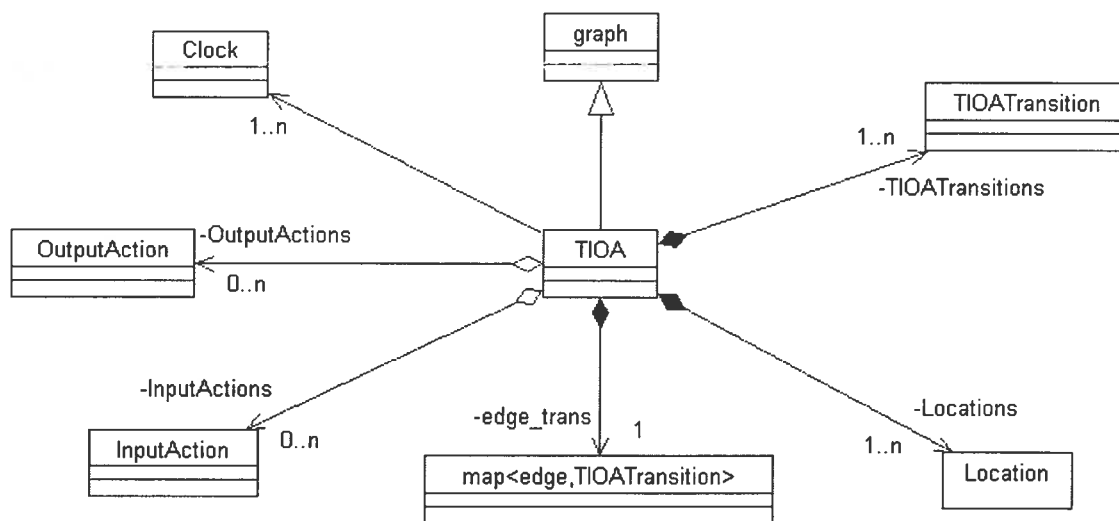 Clock
graph
TIOATransition
1..n
1..n
-TIOATransitions
-OutputActions
OutputAction
TIOA
0..n
-InputActions
-edge_trans
-Locations
InputAction
0..n
1
1..n
map<edge,TIOATransition>
Location